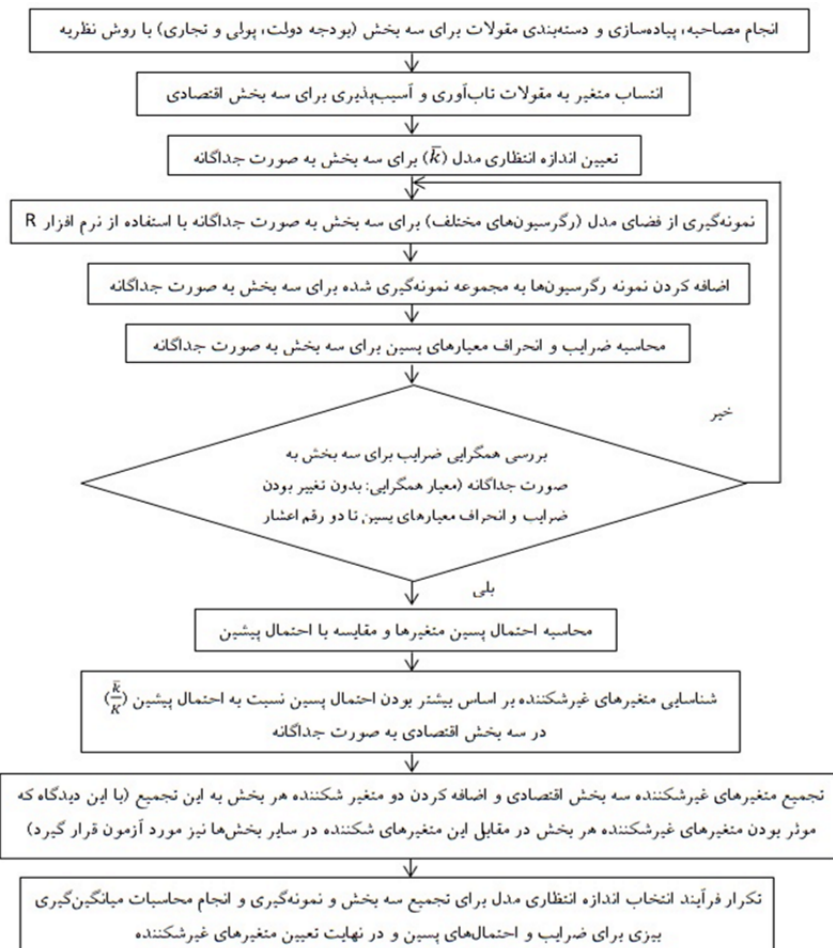 انجام مصاحبه، پیاده‌سازی و دسته‌بندی مقولات برای سه بخش (بودجه دولت، پولی و تجاری) با روش نظریه
انتساب متغیر به مقولات تاب‌آوری و آسیب‌پذیری برای سه بخش اقتصادی
تعیین اندازه انتظاری مدل (k̄) برای سه بخش به صورت جداگانه
نمونه‌گیری از فضای مدل (رگرسیون‌های مختلف) برای سه بخش به صورت جداگانه با استفاده از نرم افزار R
اضافه کردن نمونه رگرسیون‌ها به مجموعه نمونه‌گیری شده برای سه بخش به صورت جداگانه
محاسبه ضرایب و انحراف معیارهای پسین برای سه بخش به صورت جداگانه
خیر
بررسی همگرایی ضرایب برای سه بخش به
صورت جداگانه (معیار همگرایی: بدون تغییر بودن
ضرایب و انحراف معیارهای پسین تا دو رقم اعشار
بلی
محاسبه احتمال پسین متغیرها و مقایسه با احتمال پیشین
شناسایی متغیرهای غیرشکننده بر اساس بیشتر بودن احتمال پسین نسبت به احتمال پیشین (k̄/K)
در سه بخش اقتصادی به صورت جداگانه
تجمیع متغیرهای غیرشکننده سه بخش اقتصادی و اضافه کردن دو متغیر شکننده هر بخش به این تجمیع (با این دیدگاه که
موثر بودن متغیرهای غیرشکننده هر بخش در مقابل این متغیرهای شکننده در سایر بخش‌ها نیز مورد آزمون قرار گیرد)
تکرار فرآیند انتخاب اندازه انتظاری مدل برای تجمیع سه بخش و نمونه‌گیری و انجام محاسبات میانگین‌گیری
بیزی برای ضرایب و احتمال‌های پسین و در نهایت تعیین متغیرهای غیرشکننده